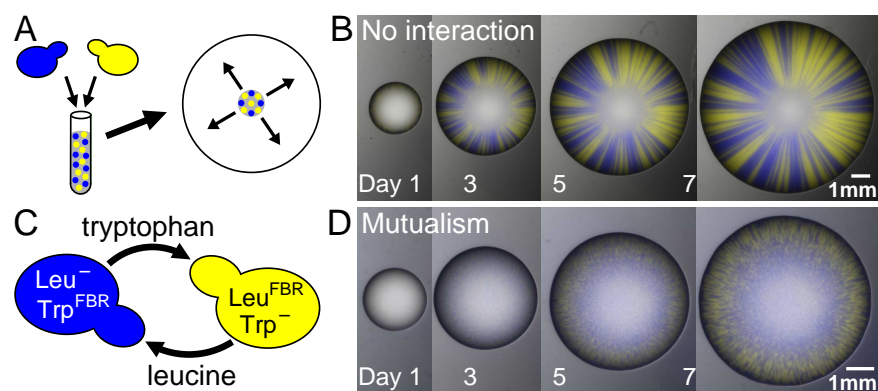 A
B No interaction
Day 1 3 5 7
1mm
C
tryptophan
Leu⁻
Trp^FBR
Leu^FBR
Trp⁻
leucine
D Mutualism
Day 1 3 5 7
1mm